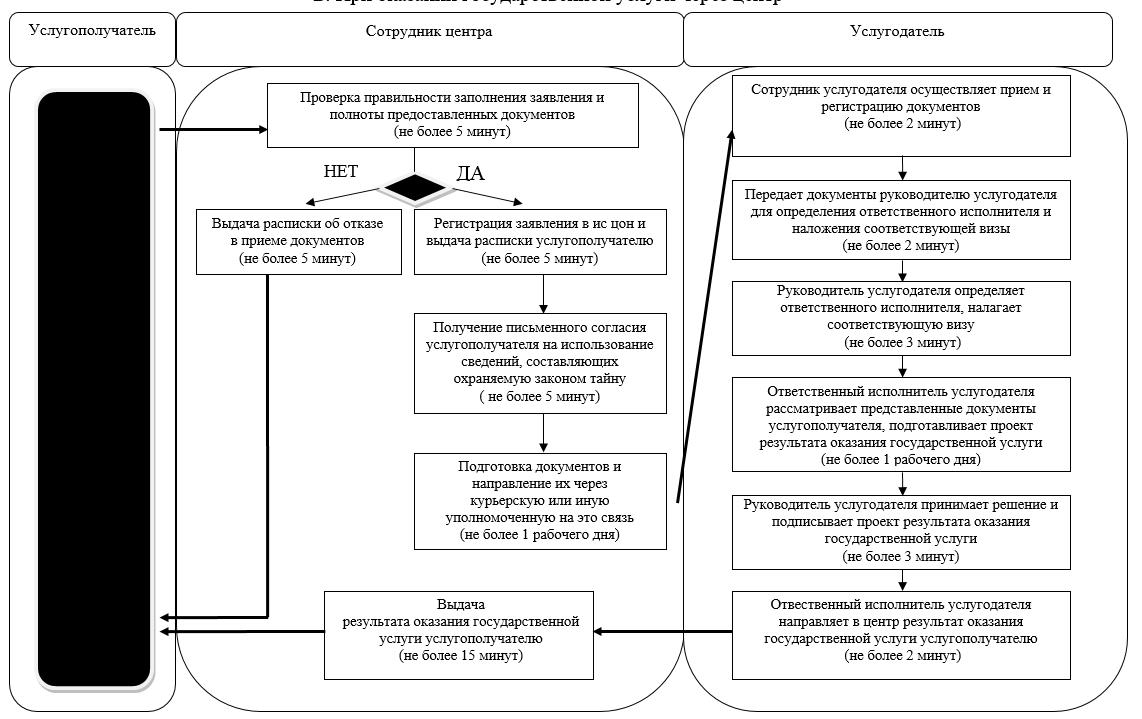 В. При оказании государственной услуги через центр
Услугополучатель
Сотрудник центра
Услугодатель
Проверка правильности заполнения заявления и
полноты предоставленных документов
(не более 5 минут)
НЕТ
ДА
Выдача расписки об отказе
в приеме документов
(не более 5 минут)
Регистрация заявления в ис цон и
выдача расписки услугополучателю
(не более 5 минут)
Получение письменного согласия
услугополучателя на использование
сведений, составляющих
охраняемую законом тайну
( не более 5 минут)
Подготовка документов и
направление их через
курьерскую или иную
уполномоченную на это связь
(не более 1 рабочего дня)
Выдача
результата оказания государственной
услуги услугополучателю
(не более 15 минут)
Сотрудник услугодателя осуществляет прием и
регистрацию документов
(не более 2 минут)
Передает документы руководителю услугодателя
для определения ответственного исполнителя и
наложения соответствующей визы
(не более 2 минут)
Руководитель услугодателя определяет
ответственного исполнителя, налагает
соответствующую визу
(не более 3 минут)
Ответственный исполнитель услугодателя
рассматривает представленные документы
услугополучателя, подготавливает проект
результата оказания государственной услуги
(не более 1 рабочего дня)
Руководитель услугодателя принимает решение и
подписывает проект результата оказания
государственной услуги
(не более 3 минут)
Отвественный исполнитель услугодателя
направляет в центр результат оказания
государственной услуги услугополучателю
(не более 2 минут)